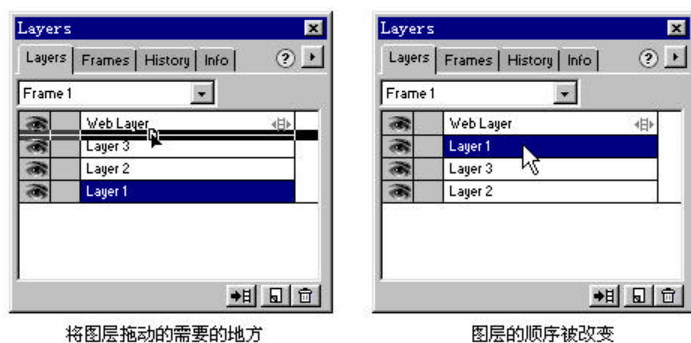 Layers
Layers Frames History Info ?
Frame 1
Web Layer
Layer 3
Layer 2
Layer 1
将图层拖动的需要的地方
Layers
Layers Frames History Info ?
Frame 1
Web Layer
Layer 1
Layer 3
Layer 2
图层的顺序被改变